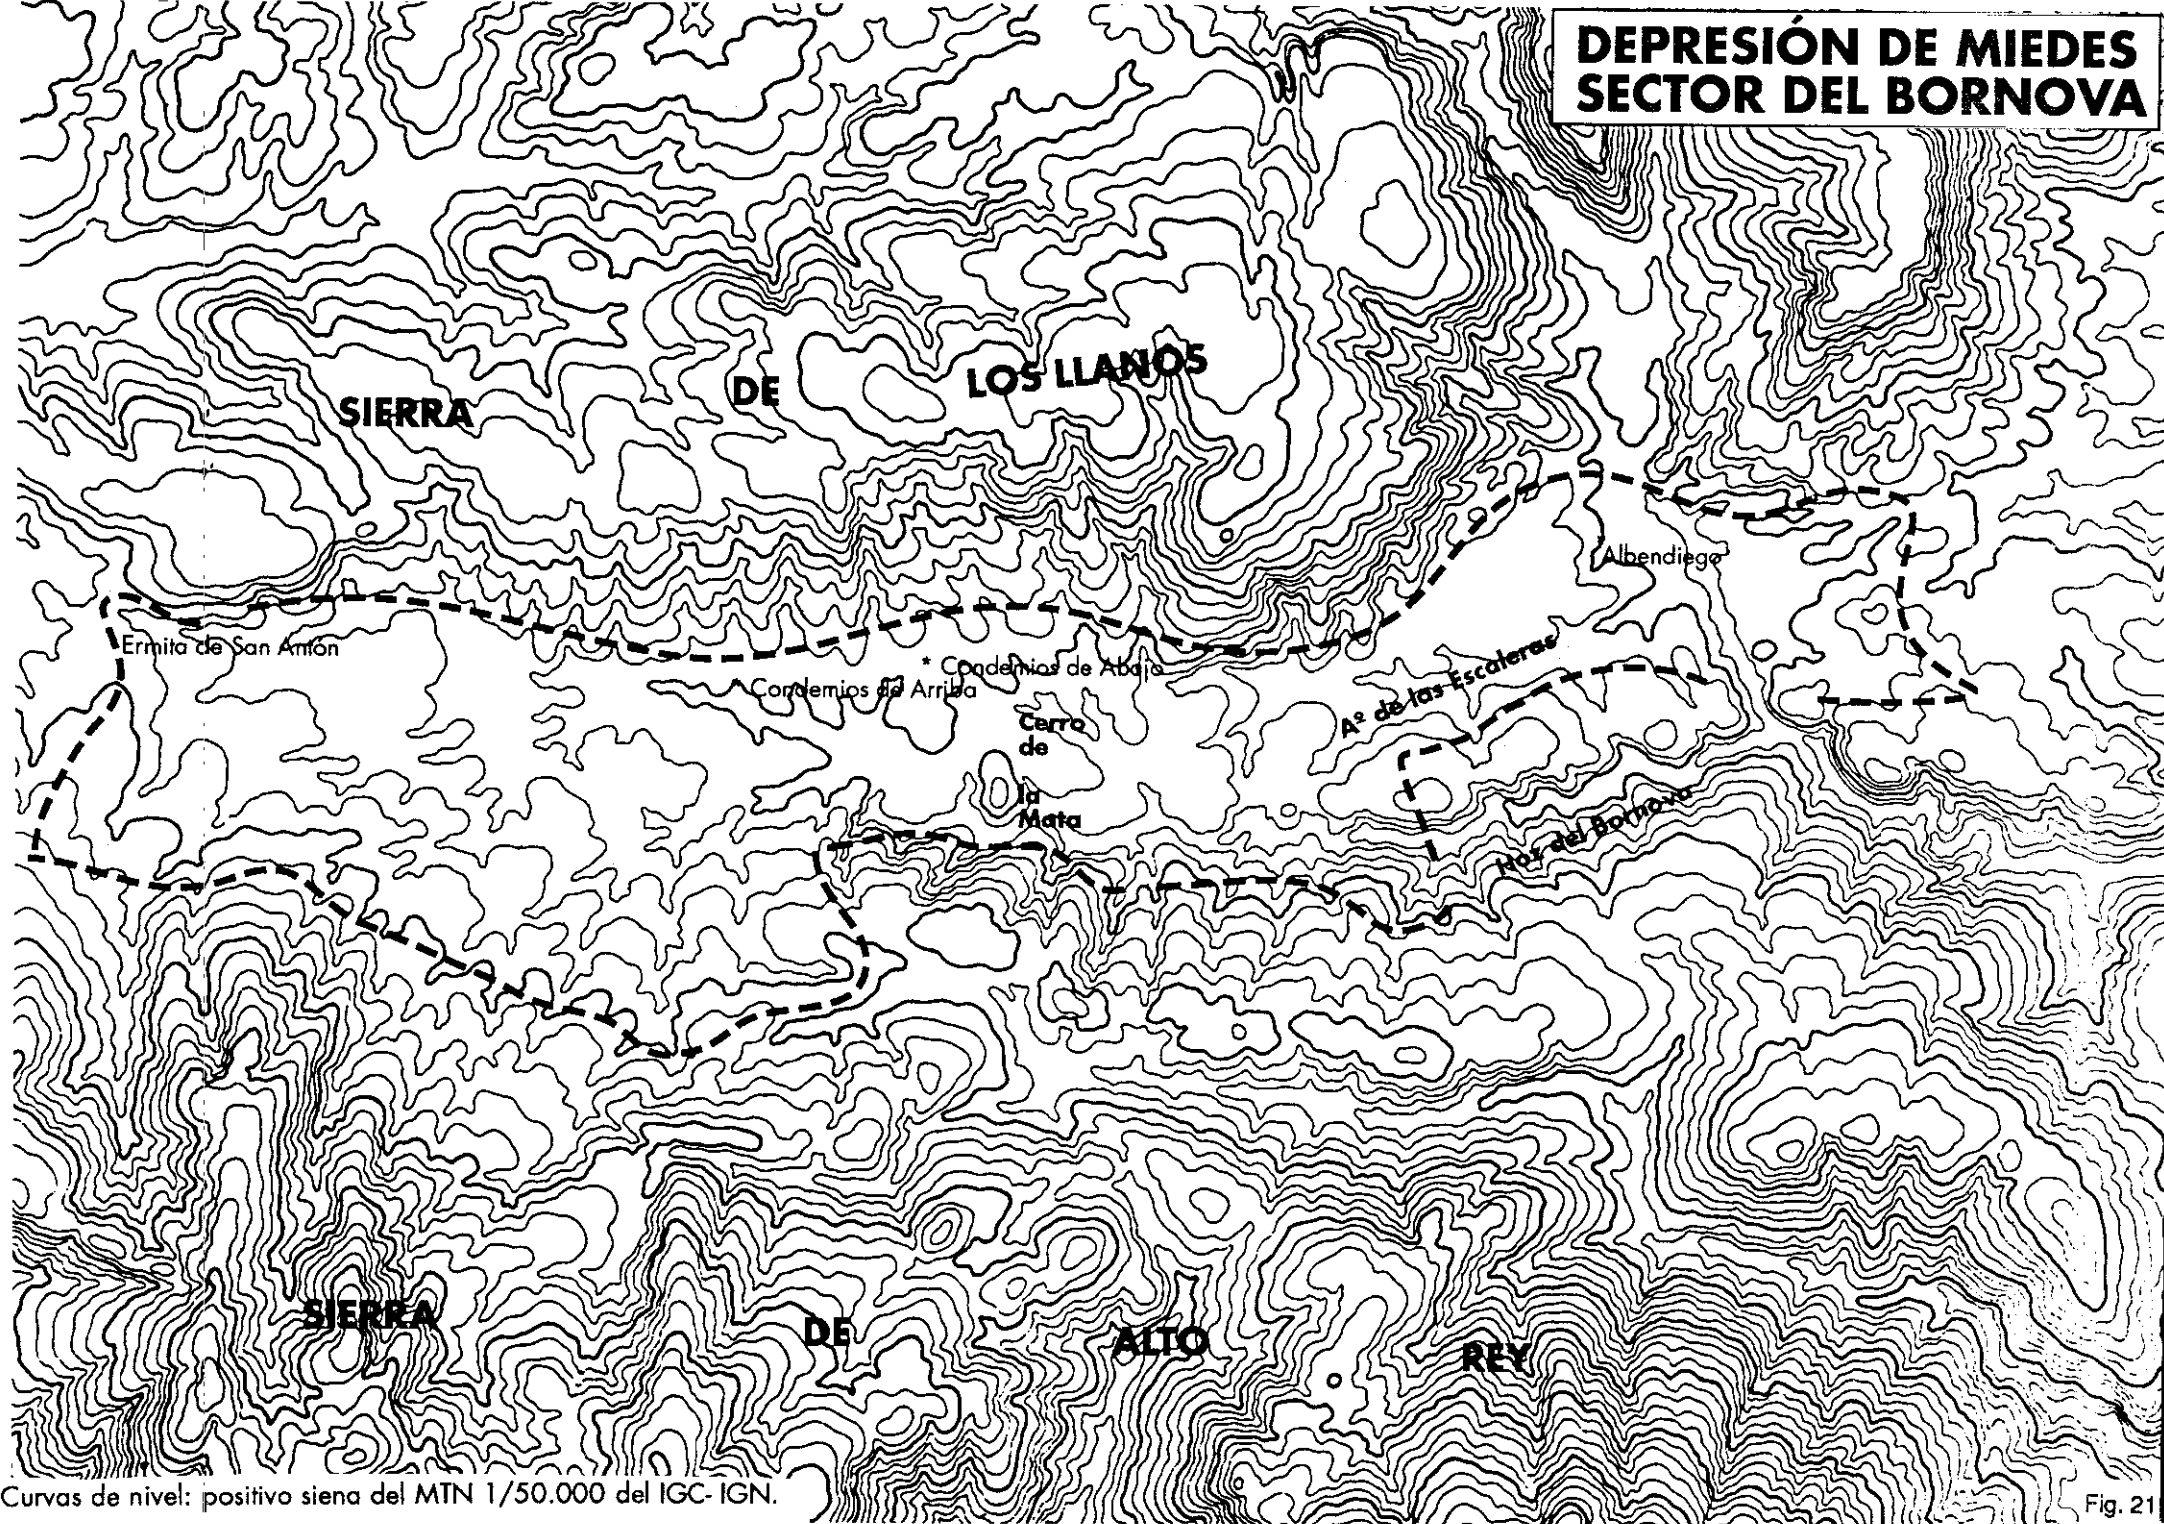 DEPRESIÓN DE MIEDES
SECTOR DEL BORNOVA
SIERRA
DE
LOS LLANOS
Albendiego
Ermita de San Antón
* Condemios de Abajo
* Condemios de Arriba
Aº de las Escaleras
Cerro
de
la
Mata
Hoz del Bornova
SIERRA
DE
ALTO
REY
Curvas de nivel: positivo siena del MTN 1/50.000 del IGC-IGN.
Fig. 21